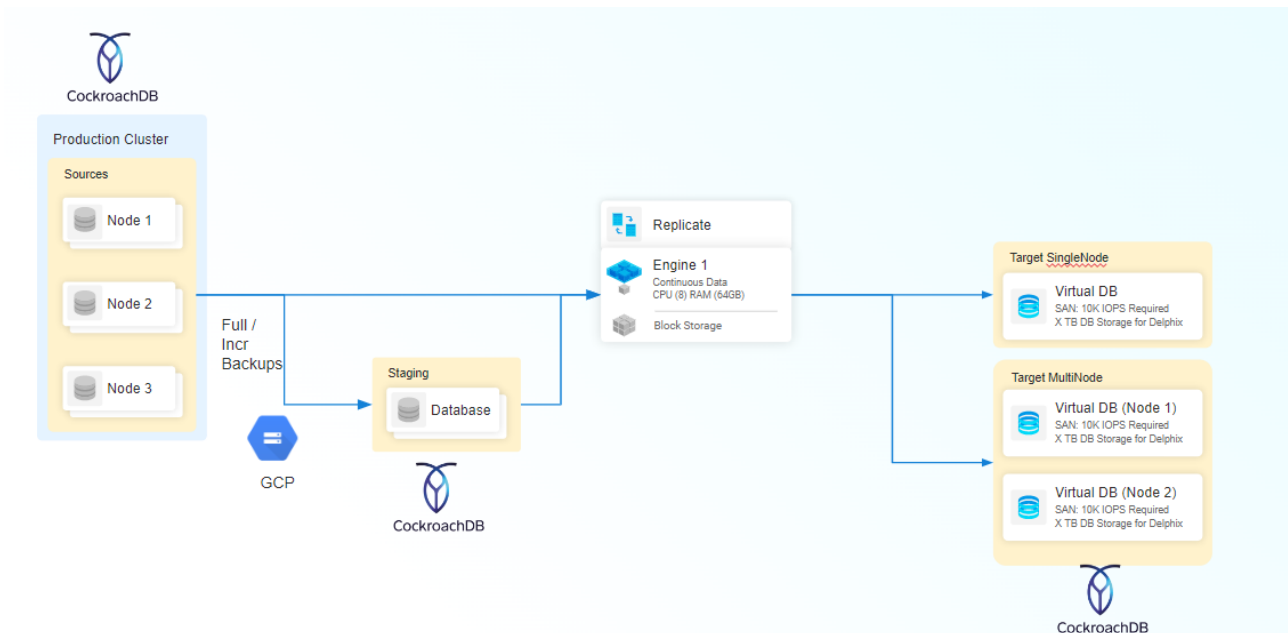 CockroachDB
Production Cluster
Sources
Node 1
Node 2
Node 3
Full /
Incr
Backups
GCP
Staging
Database
CockroachDB
Replicate
Engine 1
Continuous Data
CPU (8) RAM (64GB)
Block Storage
Target SingleNode
Virtual DB
SAN: 10K IOPS Required
X TB DB Storage for Delphix
Target MultiNode
Virtual DB (Node 1)
SAN: 10K IOPS Required
X TB DB Storage for Delphix
Virtual DB (Node 2)
SAN: 10K IOPS Required
X TB DB Storage for Delphix
CockroachDB